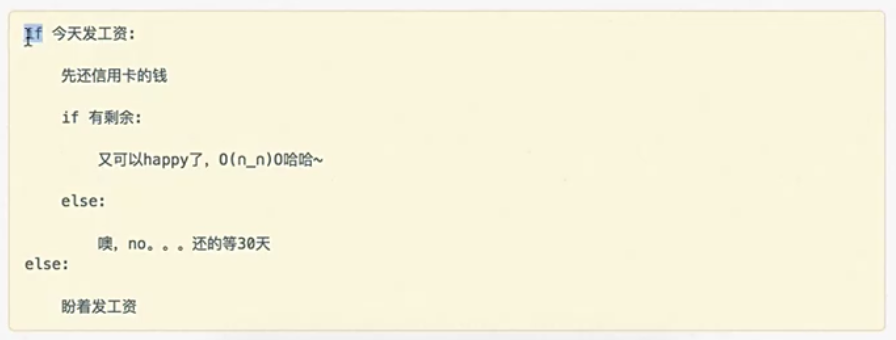 if 今天发工资:
先还信用卡的钱
if 有剩余:
又可以happy了, O(∩_∩)O哈哈~
else:
噢, no。。。还的等30天
else:
盼着发工资